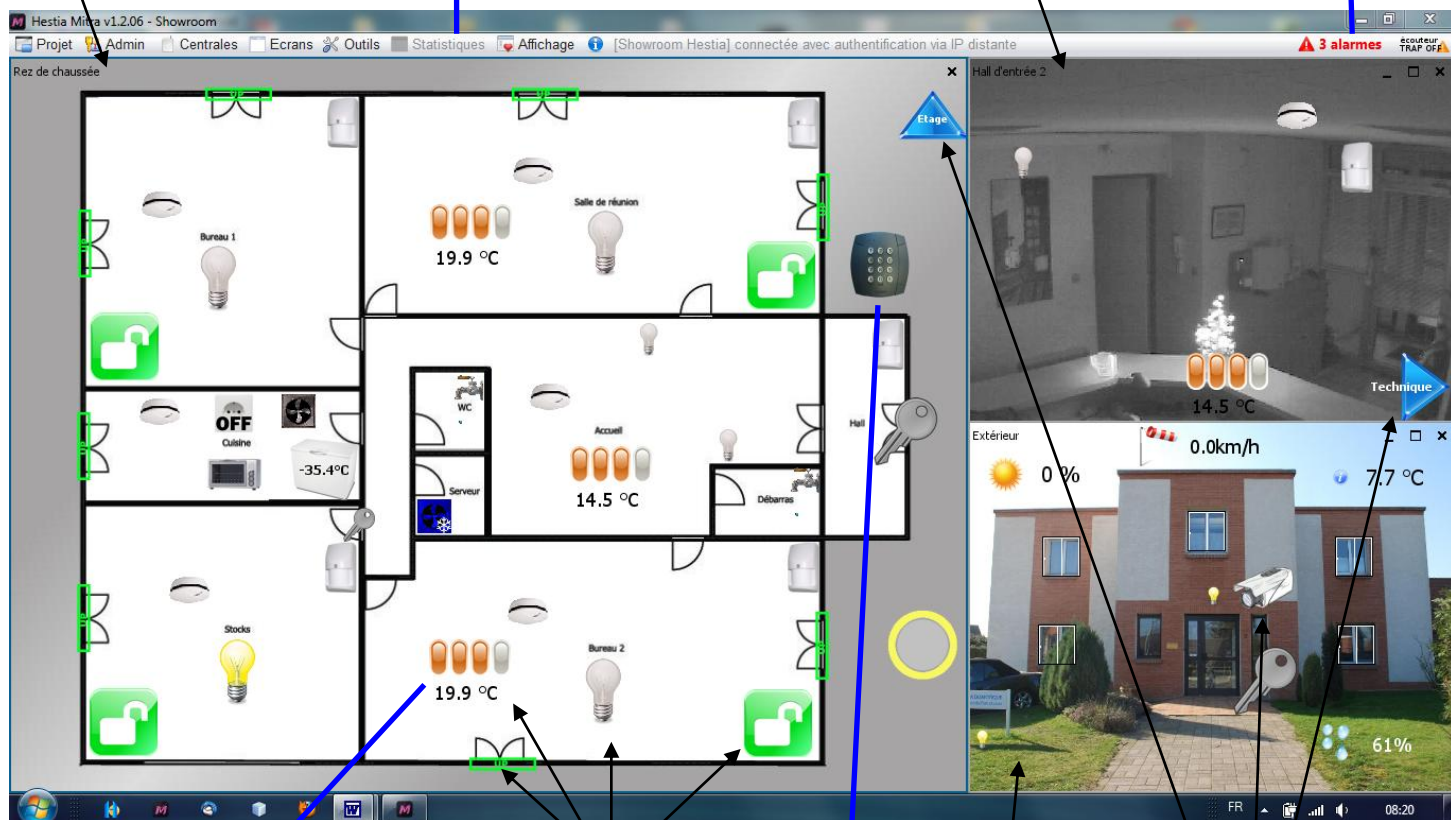 Hestia Mitra v1.2.06 - Showroom
Projet Admin Centrales Ecrans Outils Statistiques Affichage [Showroom Hestia] connectée avec authentification via IP distante 3 alarmes écouteur TRAP OFF
Rez de chaussée
Hall d'entrée 2
Etage
UP
UP
Salle de réunion
Bureau 1
19.9 °C
Technique
14.5 °C
WC
OFF
Cuisine
Accueil
Hall
-35.4°C
14.5 °C
Serveur
Débarras
Extérieur
0.0km/h
0 %
7.7 °C
Stocks
Bureau 2
19.9 °C
61%
UP
FR
08:20